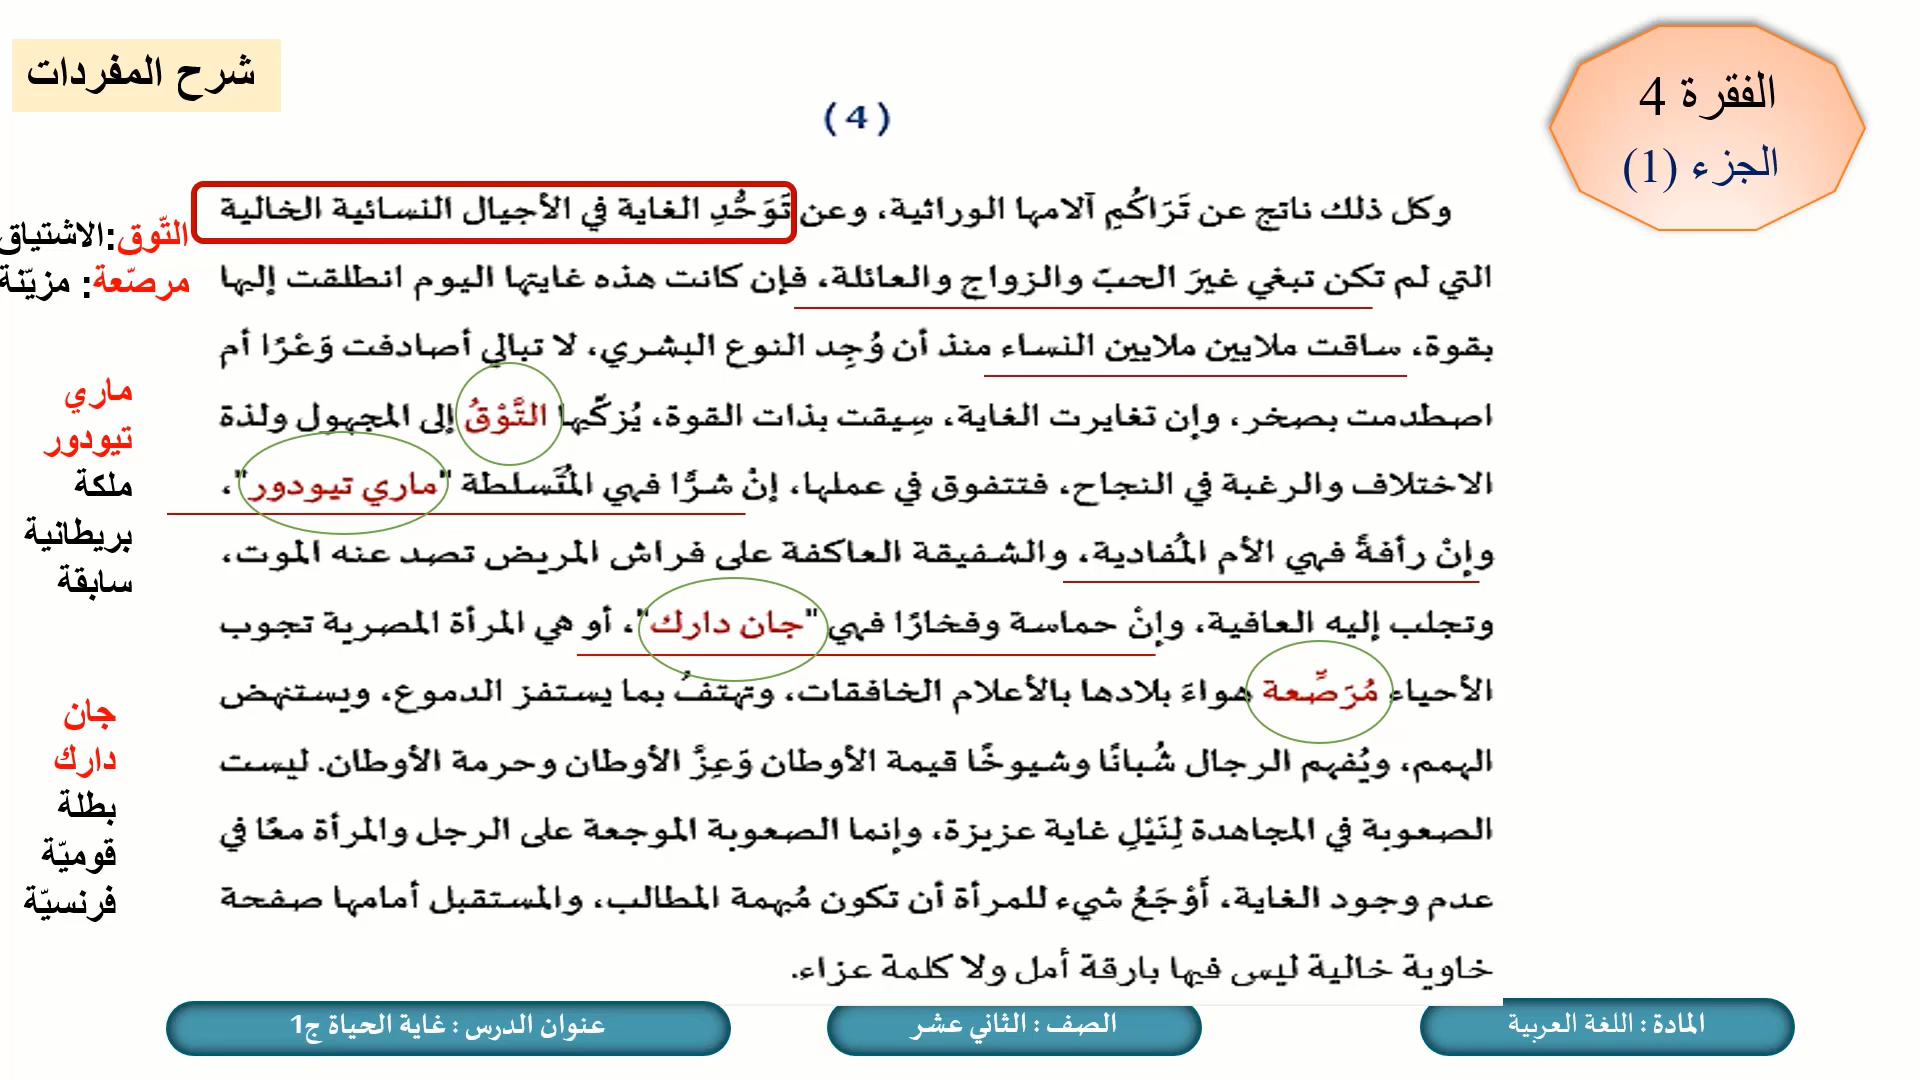 شرح المفردات
الفقرة 4
الجزء (1)
(4)
وكل ذلك ناتج عن تَرَاكُمِ آلامها الوراثية، وعن تَوَحُّدِ الغاية في الأجيال النسائية الخالية
التي لم تكن تبغي غيرَ الحبّ والزواج والعائلة، فإن كانت هذه غايتها اليوم انطلقت إليها
بقوة، ساقت ملايين ملايين النساء منذ أن وُجِد النوع البشري، لا تبالي أصادفت وَعْرًا أم
اصطدمت بصخر، وإن تغايرت الغاية، سِيقت بذات القوة، يُزكّيها التَّوْقُ إلى المجهول ولذة
الاختلاف والرغبة في النجاح، فتتفوق في عملها، إنْ شرًّا فهي المُتَسلطة "ماري تيودور"،
وإنْ رأفةً فهي الأم المُفادية، والشفيقة العاكفة على فراش المريض تصد عنه الموت،
وتجلب إليه العافية، وإنْ حماسة وفخارًا فهي "جان دارك"، أو هي المرأة المصرية تجوب
الأحياء مُرَصِّعة هواءَ بلادها بالأعلام الخافقات، وتهتفُ بما يستفز الدموع، ويستنهض
الهمم، ويُفهم الرجال شُبانًا وشيوخًا قيمة الأوطان وَعِزَّ الأوطان وحرمة الأوطان. ليست
الصعوبة في المجاهدة لِنَيْلِ غاية عزيزة، وإنما الصعوبة الموجعة على الرجل والمرأة معًا في
عدم وجود الغاية، أَوْجَعُ شيء للمرأة أن تكون مُبهمة المطالب، والمستقبل أمامها صفحة
خاوية خالية ليس فيها بارقة أمل ولا كلمة عزاء.
التّوق:الاشتياق
مرصّعة: مزيّنة
ماري
تيودور
ملكة
بريطانية
سابقة
جان
دارك
بطلة
قوميّة
فرنسيّة
المادة : اللغة العربية
الصف : الثاني عشر
عنوان الدرس : غاية الحياة ج1